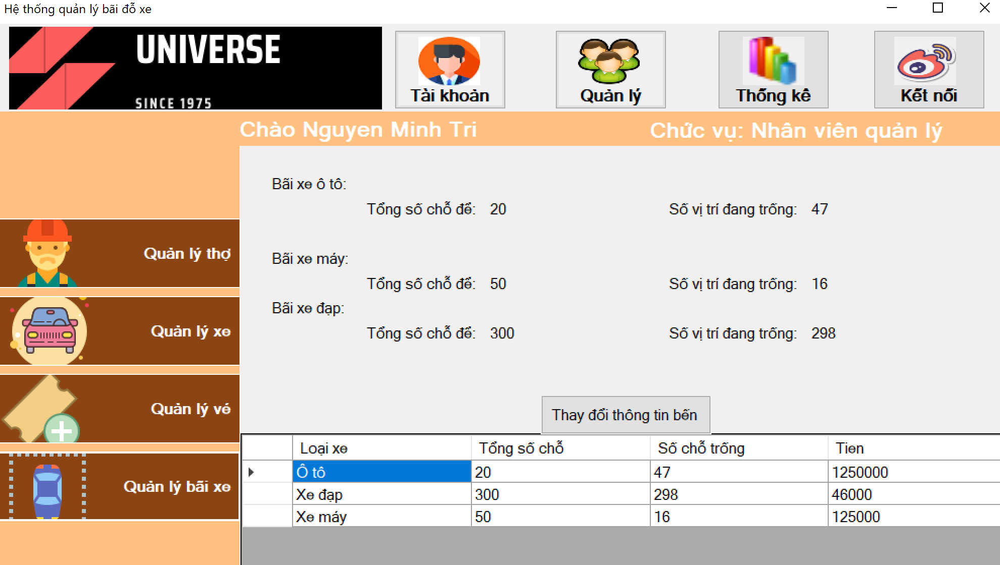 Hệ thống quản lý bãi đỗ xe
UNIVERSE
SINCE 1975
Tài khoản
Quản lý
Thống kê
Kết nối
Chào Nguyen Minh Tri
Chức vụ: Nhân viên quản lý
Bãi xe ô tô:
Tổng số chỗ để: 20 Số vị trí đang trống: 47
Bãi xe máy:
Tổng số chỗ để: 50 Số vị trí đang trống: 16
Bãi xe đạp:
Tổng số chỗ để: 300 Số vị trí đang trống: 298
Quản lý thợ
Quản lý xe
Quản lý vé
Quản lý bãi xe
Thay đổi thông tin bến
Loại xe Tổng số chỗ Số chỗ trống Tien
Ô tô 20 47 1250000
Xe đạp 300 298 46000
Xe máy 50 16 125000